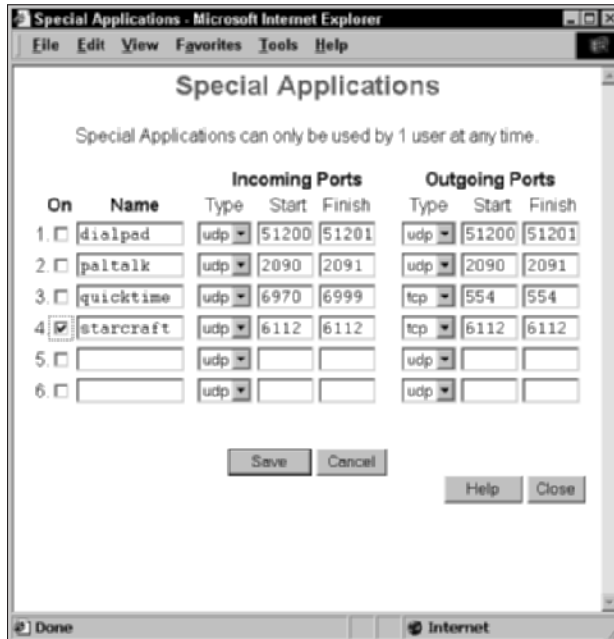 Special Applications - Microsoft Internet Explorer
File Edit View Favorites Tools Help
Special Applications
Special Applications can only be used by 1 user at any time.
Incoming Ports Outgoing Ports
On Name Type Start Finish Type Start Finish
1. dialpad udp 51200 51201 udp 51200 51201
2. paltalk udp 2090 2091 udp 2090 2091
3. quicktime udp 6970 6999 tcp 554 554
4. starcraft udp 6112 6112 tcp 6112 6112
5. udp udp
6. udp udp
Save Cancel
Help Close
Done Internet